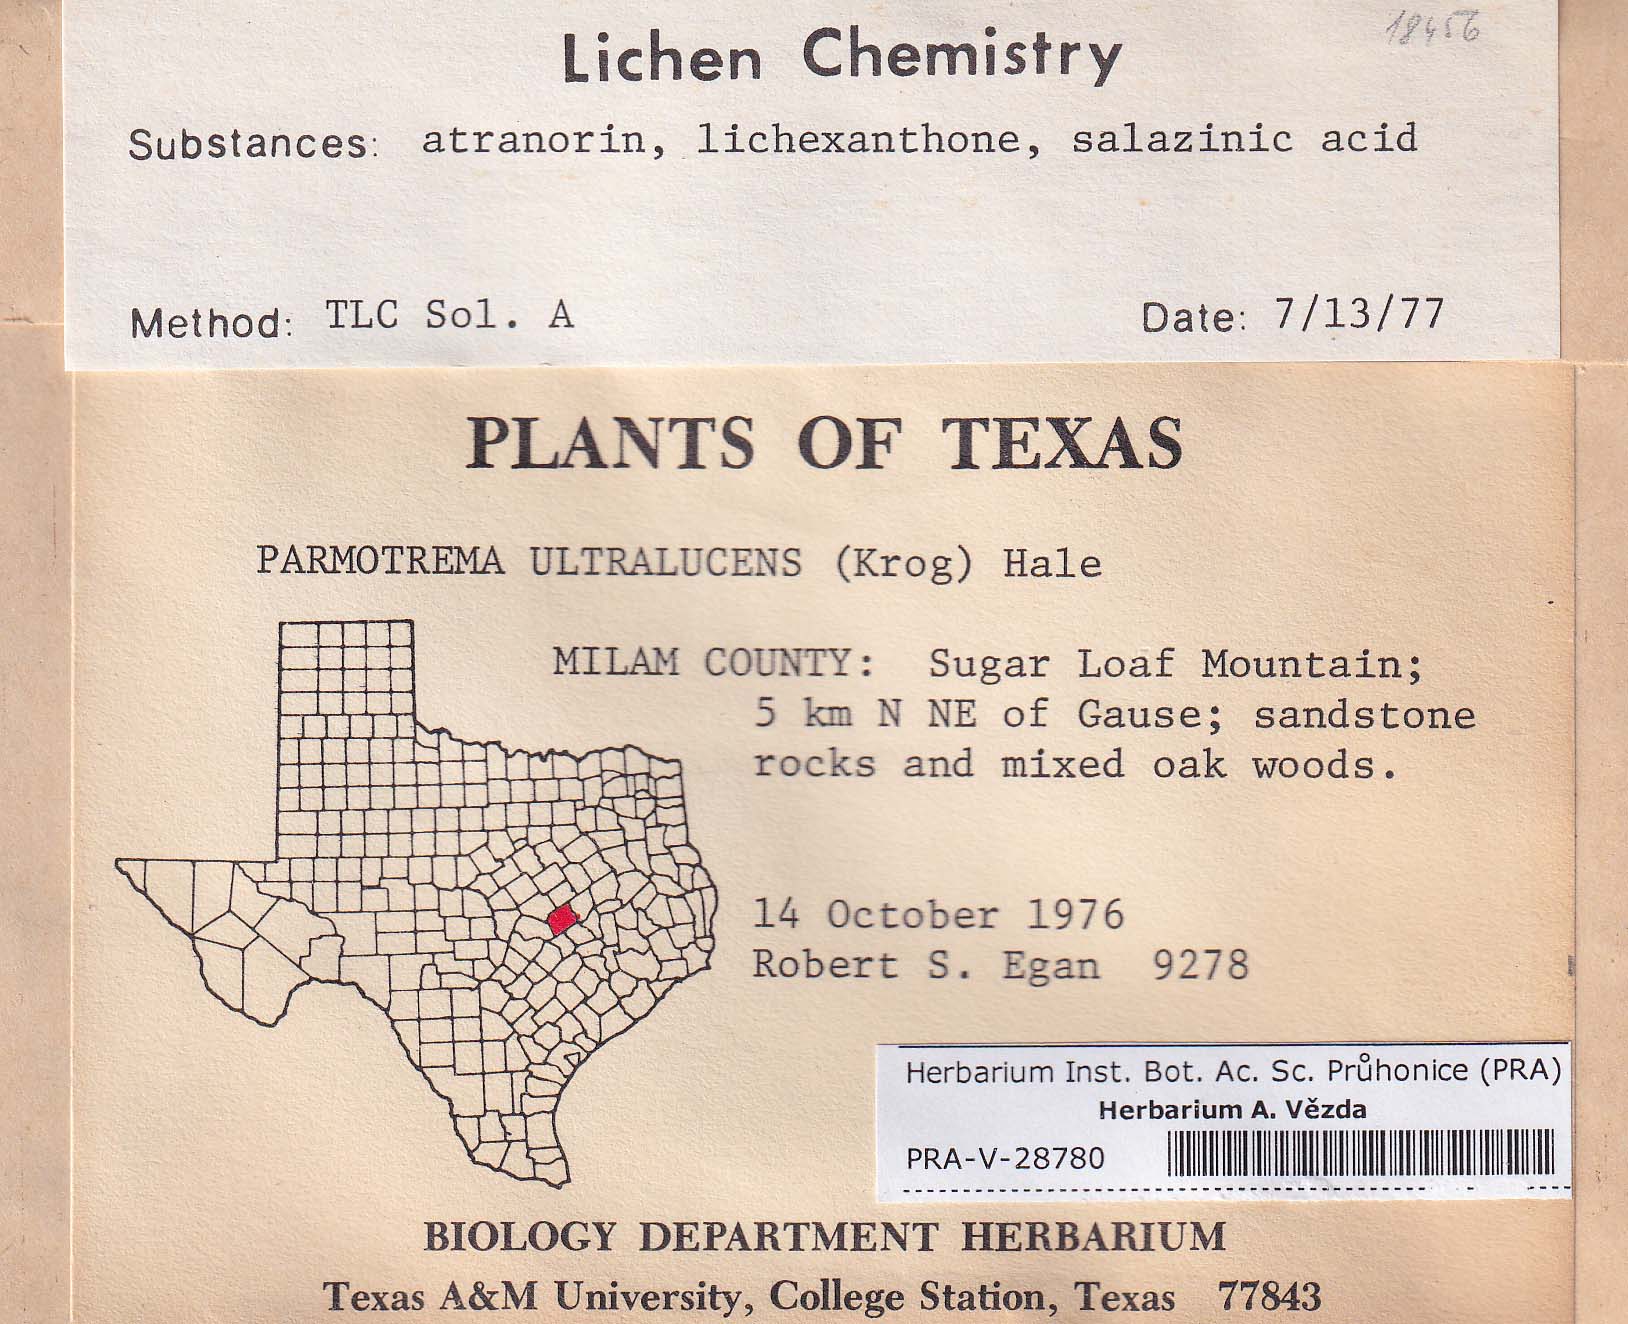 18456
Lichen Chemistry
Substances: atranorin, lichexanthone, salazinic acid
Method: TLC Sol. A
Date: 7/13/77
PLANTS OF TEXAS
PARMOTREMA ULTRALUCENS (Krog) Hale
MILAM COUNTY: Sugar Loaf Mountain;
5 km N NE of Gause; sandstone
rocks and mixed oak woods.
14 October 1976
Robert S. Egan 9278
Herbarium Inst. Bot. Ac. Sc. Průhonice (PRA)
Herbarium A. Vězda
PRA-V-28780
BIOLOGY DEPARTMENT HERBARIUM
Texas A&M University, College Station, Texas 77843